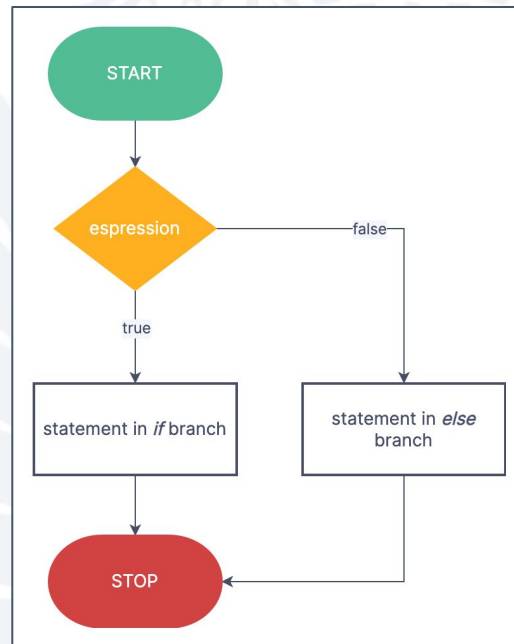 START
espression
false
true
statement in if branch
statement in else
branch
STOP